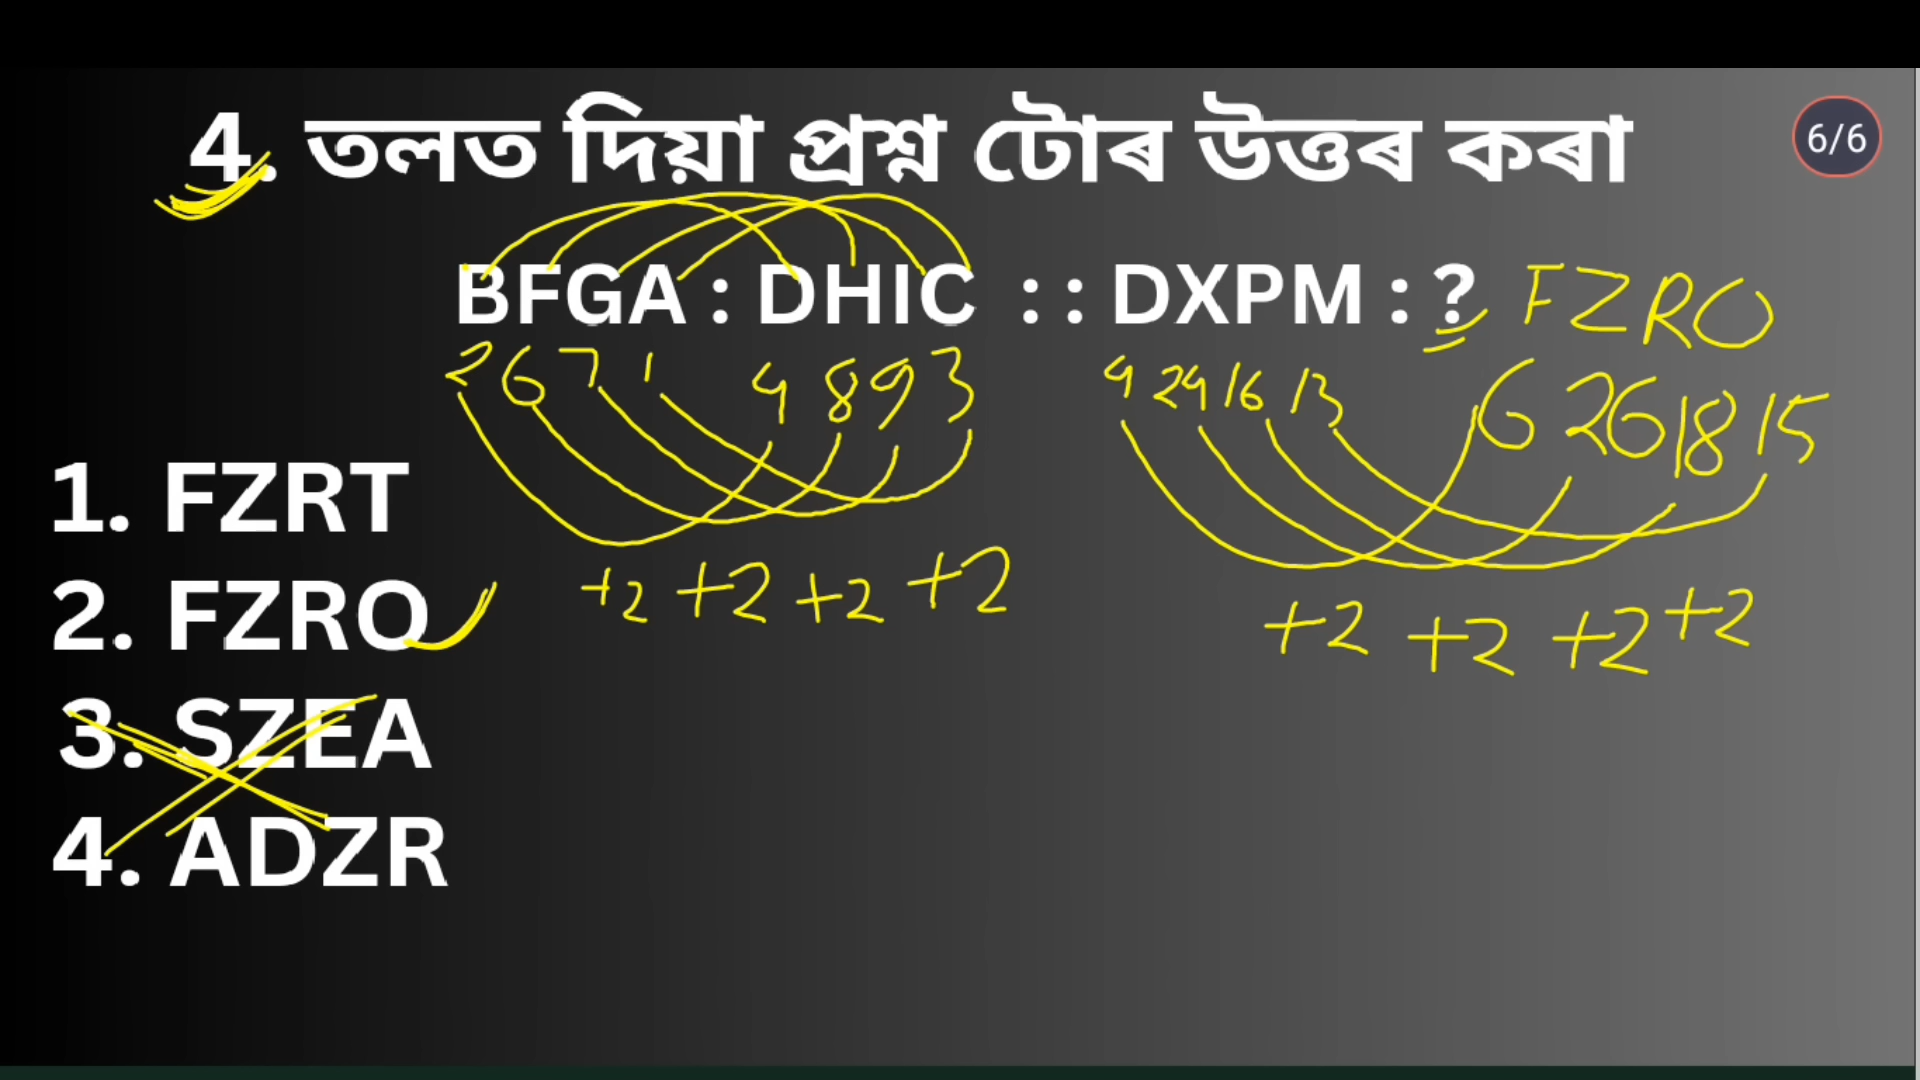 4. তলত দিয়া প্ৰশ্ন টোৰ উত্তৰ কৰা
6/6
BFGA : DHIC : : DXPM : ? FZRO
2 6 7 1 4 8 9 3 4 24 16 13 6 26 18 15
1. FZRT
+2 +2 +2 +2 +2 +2 +2 +2
2. FZRO
3. SZEA
4. ADZR